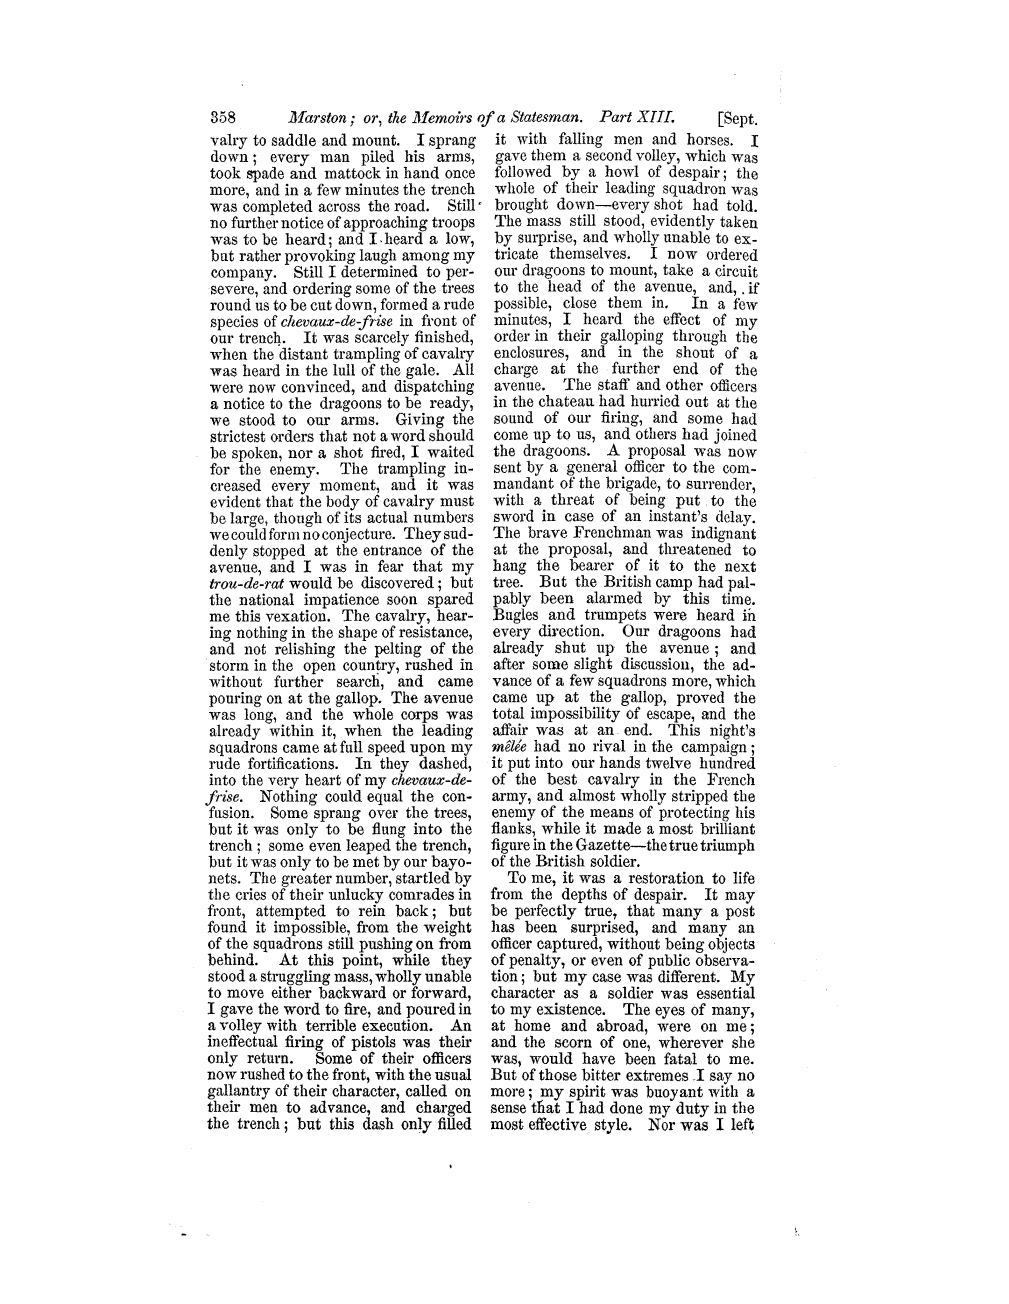 358 Marston; or, the Memoirs of a Statesman. Part XIII. [Sept.
valry to saddle and mount. I sprang
down; every man piled his arms,
took spade and mattock in hand once
more, and in a few minutes the trench
was completed across the road. Still
no further notice of approaching troops
was to be heard; and I heard a low,
but rather provoking laugh among my
company. Still I determined to per-
severe, and ordering some of the trees
round us to be cut down, formed a rude
species of chevaux-de-frise in front of
our trench. It was scarcely finished,
when the distant trampling of cavalry
was heard in the lull of the gale. All
were now convinced, and dispatching
a notice to the dragoons to be ready,
we stood to our arms. Giving the
strictest orders that not a word should
be spoken, nor a shot fired, I waited
for the enemy. The trampling in-
creased every moment, and it was
evident that the body of cavalry must
be large, though of its actual numbers
we could form no conjecture. They sud-
denly stopped at the entrance of the
avenue, and I was in fear that my
trou-de-rat would be discovered; but
the national impatience soon spared
me this vexation. The cavalry, hear-
ing nothing in the shape of resistance,
and not relishing the pelting of the
storm in the open country, rushed in
without further search, and came
pouring on at the gallop. The avenue
was long, and the whole corps was
already within it, when the leading
squadrons came at full speed upon my
rude fortifications. In they dashed,
into the very heart of my chevaux-de-
frise. Nothing could equal the con-
fusion. Some sprang over the trees,
but it was only to be flung into the
trench; some even leaped the trench,
but it was only to be met by our bayo-
nets. The greater number, startled by
the cries of their unlucky comrades in
front, attempted to rein back; but
found it impossible, from the weight
of the squadrons still pushing on from
behind. At this point, while they
stood a struggling mass, wholly unable
to move either backward or forward,
I gave the word to fire, and poured in
a volley with terrible execution. An
ineffectual firing of pistols was their
only return. Some of their officers
now rushed to the front, with the usual
gallantry of their character, called on
their men to advance, and charged
the trench; but this dash only filled
it with falling men and horses. I
gave them a second volley, which was
followed by a howl of despair; the
whole of their leading squadron was
brought down—every shot had told.
The mass still stood, evidently taken
by surprise, and wholly unable to ex-
tricate themselves. I now ordered
our dragoons to mount, take a circuit
to the head of the avenue, and, if
possible, close them in. In a few
minutes, I heard the effect of my
order in their galloping through the
enclosures, and in the shout of a
charge at the further end of the
avenue. The staff and other officers
in the chateau had hurried out at the
sound of our firing, and some had
come up to us, and others had joined
the dragoons. A proposal was now
sent by a general officer to the com-
mandant of the brigade, to surrender,
with a threat of being put to the
sword in case of an instant's delay.
The brave Frenchman was indignant
at the proposal, and threatened to
hang the bearer of it to the next
tree. But the British camp had pal-
pably been alarmed by this time.
Bugles and trumpets were heard in
every direction. Our dragoons had
already shut up the avenue; and
after some slight discussion, the ad-
vance of a few squadrons more, which
came up at the gallop, proved the
total impossibility of escape, and the
affair was at an end. This night's
mêlée had no rival in the campaign;
it put into our hands twelve hundred
of the best cavalry in the French
army, and almost wholly stripped the
enemy of the means of protecting his
flanks, while it made a most brilliant
figure in the Gazette—the true triumph
of the British soldier.
To me, it was a restoration to life
from the depths of despair. It may
be perfectly true, that many a post
has been surprised, and many an
officer captured, without being objects
of penalty, or even of public observa-
tion; but my case was different. My
character as a soldier was essential
to my existence. The eyes of many,
at home and abroad, were on me;
and the scorn of one, wherever she
was, would have been fatal to me.
But of those bitter extremes I say no
more; my spirit was buoyant with a
sense that I had done my duty in the
most effective style. Nor was I left